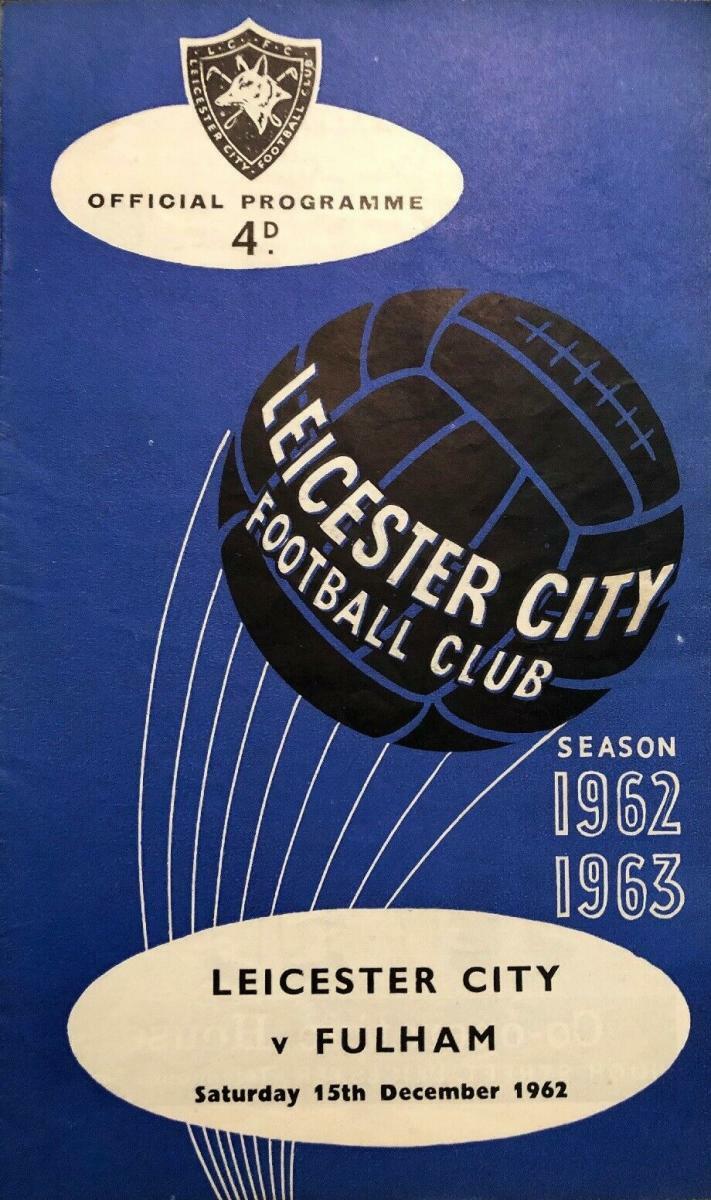 L·C·F·C
LEICESTER CITY FOOTBALL CLUB
OFFICIAL PROGRAMME
4D.
LEICESTER CITY
FOOTBALL CLUB
SEASON
1962
1963
LEICESTER CITY
v FULHAM
Saturday 15th December 1962